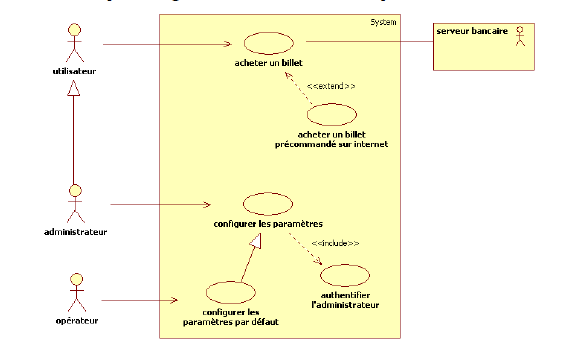 System
serveur bancaire
utilisateur
acheter un billet
<<extend>>
acheter un billet
précommandé sur internet
administrateur
configurer les paramètres
<<include>>
authentifier
l'administrateur
opérateur
configurer les
paramètres par défaut